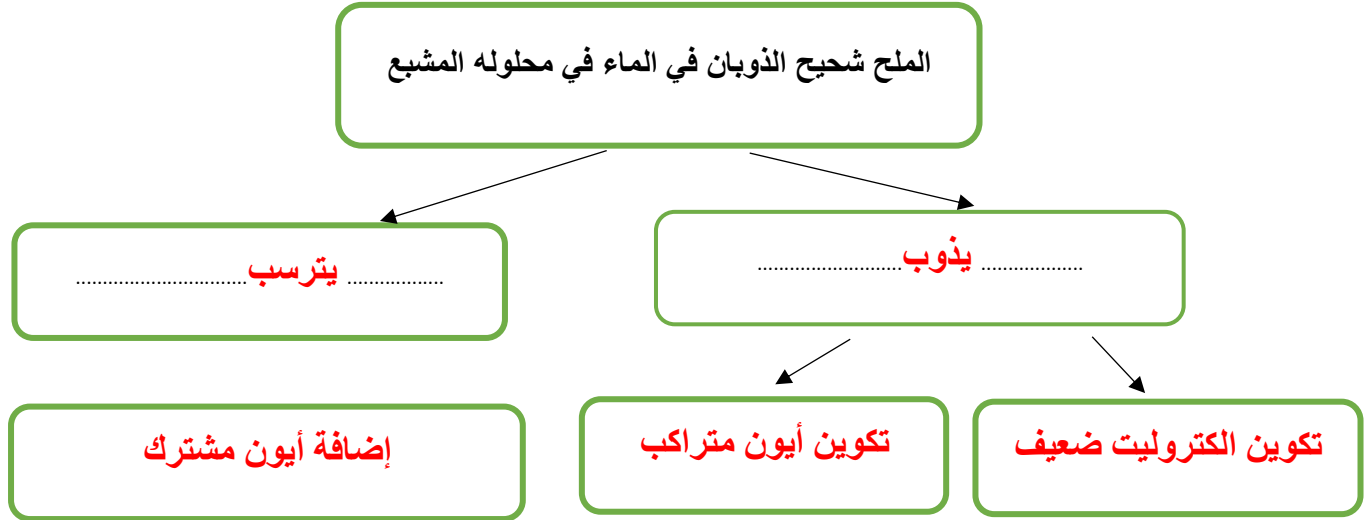 الملح شحيح الذوبان في الماء في محلوله المشبع
................... يذوب...........................
.................. يترسب................................
تكوين الكتروليت ضعيف
تكوين أيون متراكب
إضافة أيون مشترك